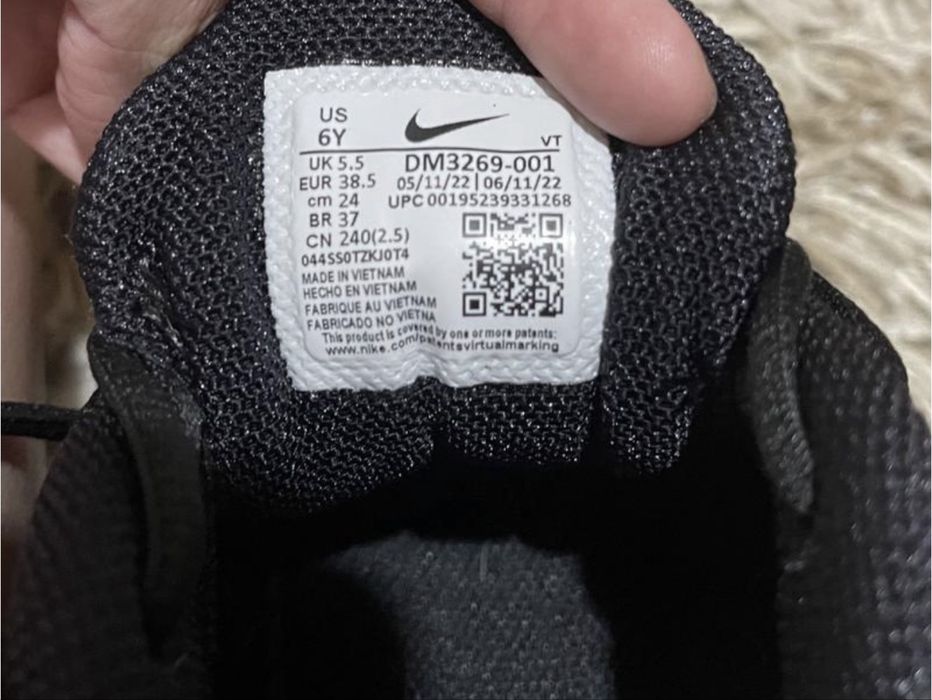 US
6Y
VT
UK 5.5 DM3269-001
EUR 38.5 05/11/22 | 06/11/22
cm 24 UPC 00195239331268
BR 37
CN 240(2.5)
044SS0TZKJ0T4
MADE IN VIETNAM
HECHO EN VIETNAM
FABRIQUE AU VIETNAM
FABRICADO NO VIETNA
This product is covered by one or more patents:
www.nike.com/patentsvirtualmarking